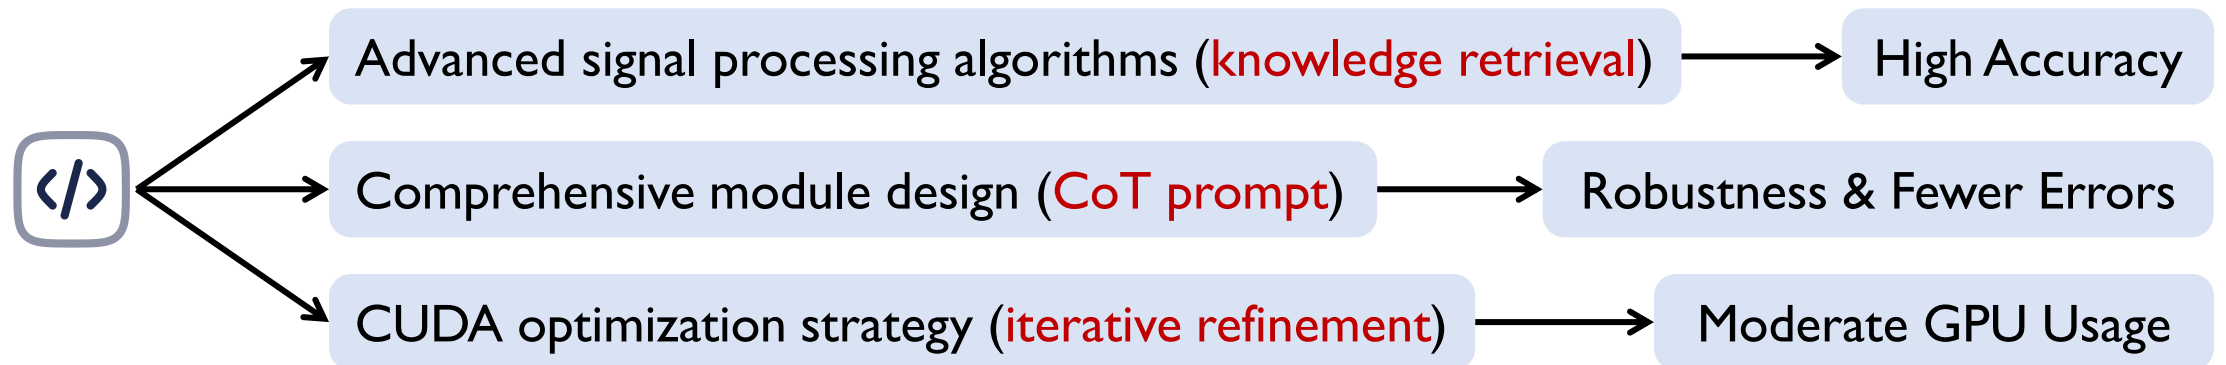 </>
Advanced signal processing algorithms (knowledge retrieval)
High Accuracy
Comprehensive module design (CoT prompt)
Robustness & Fewer Errors
CUDA optimization strategy (iterative refinement)
Moderate GPU Usage